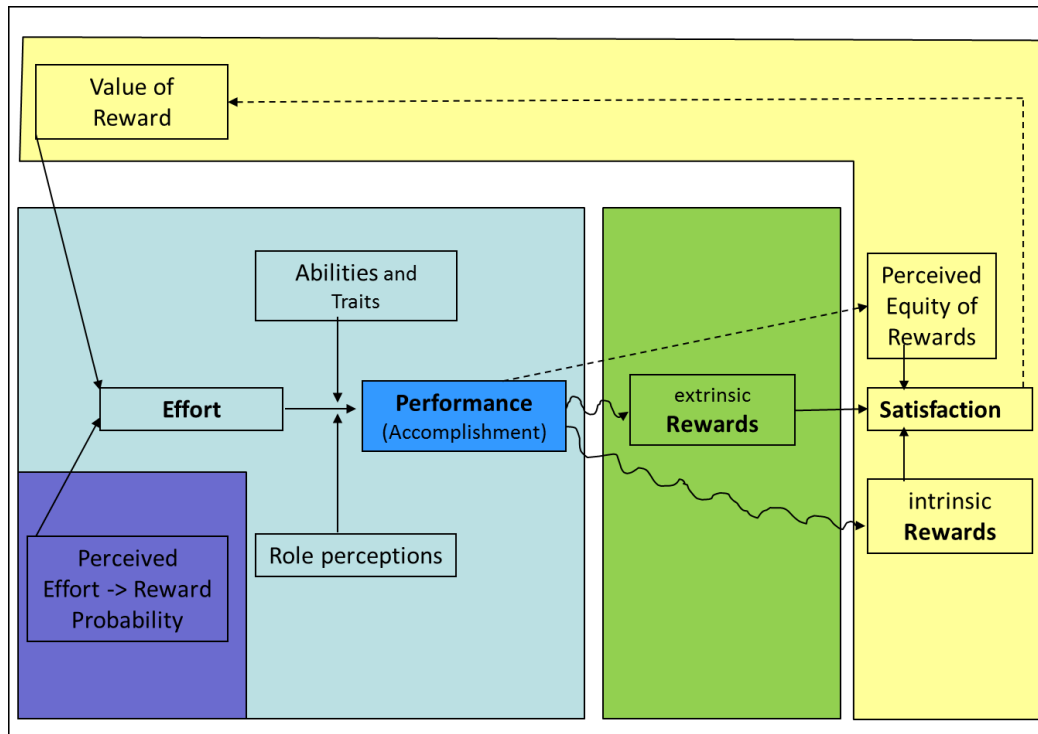 Value of
Reward
Abilities and
Traits
Perceived
Equity of
Rewards
Effort
Performance
(Accomplishment)
extrinsic
Rewards
Satisfaction
intrinsic
Rewards
Role perceptions
Perceived
Effort -> Reward
Probability